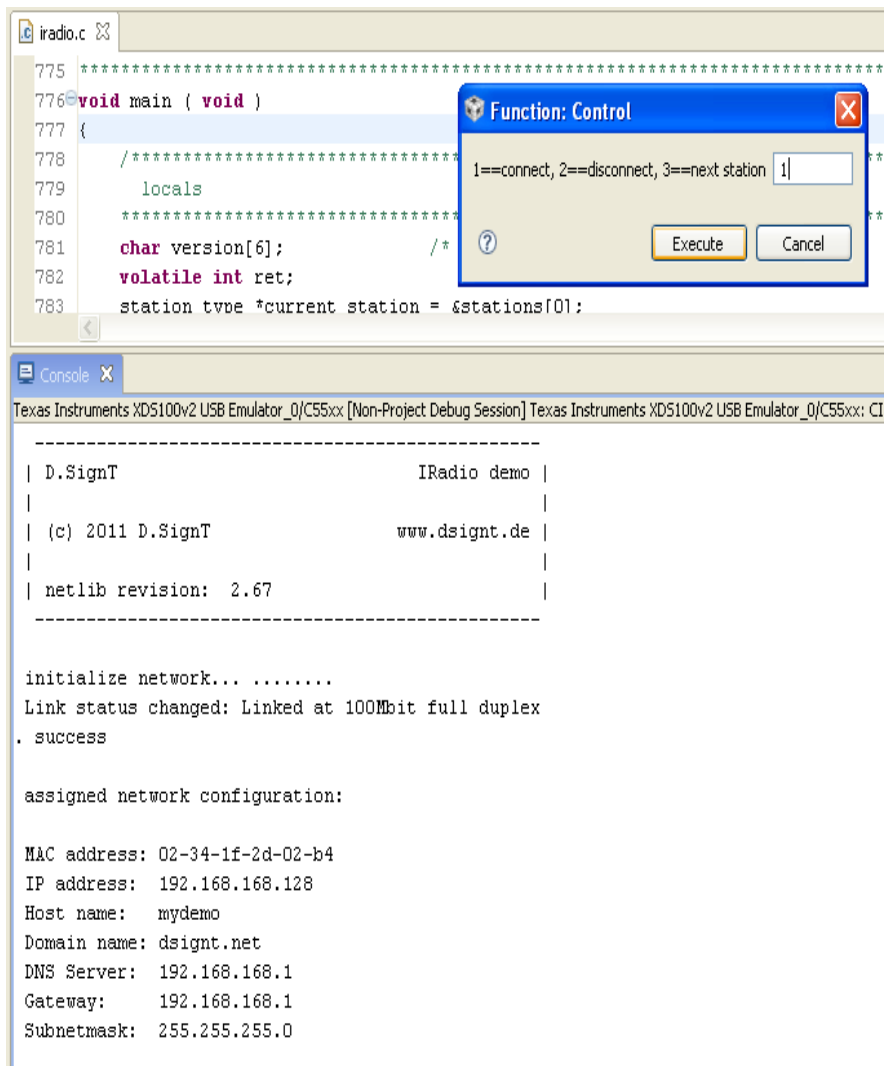 iradio.c
775 ************************************************************************************
776 void main ( void )
777 {
778 /**********************************
779 locals
780 **********************************
781 char version[6]; /*
782 volatile int ret;
783 station type *current station = &stations[0];
Function: Control
1==connect, 2==disconnect, 3==next station 1
Execute Cancel
Console
Texas Instruments XDS100v2 USB Emulator_0/C55xx [Non-Project Debug Session] Texas Instruments XDS100v2 USB Emulator_0/C55xx: CI
-------------------------------------------------
| D.SignT IRadio demo |
| |
| (c) 2011 D.SignT www.dsignt.de |
| |
| netlib revision: 2.67 |
-------------------------------------------------
initialize network... ........
Link status changed: Linked at 100Mbit full duplex
. success
assigned network configuration:
MAC address: 02-34-1f-2d-02-b4
IP address: 192.168.168.128
Host name: mydemo
Domain name: dsignt.net
DNS Server: 192.168.168.1
Gateway: 192.168.168.1
Subnetmask: 255.255.255.0